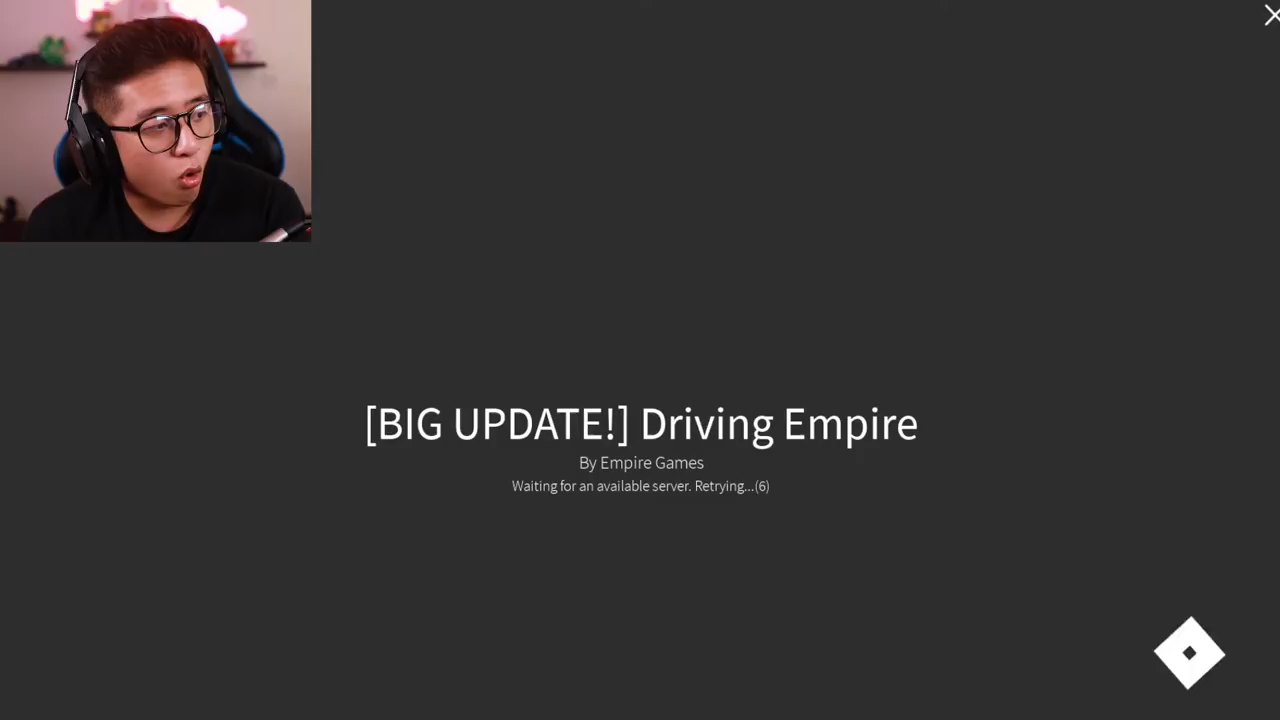 [BIG UPDATE!] Driving Empire
By Empire Games
Waiting for an available server. Retrying...(6)